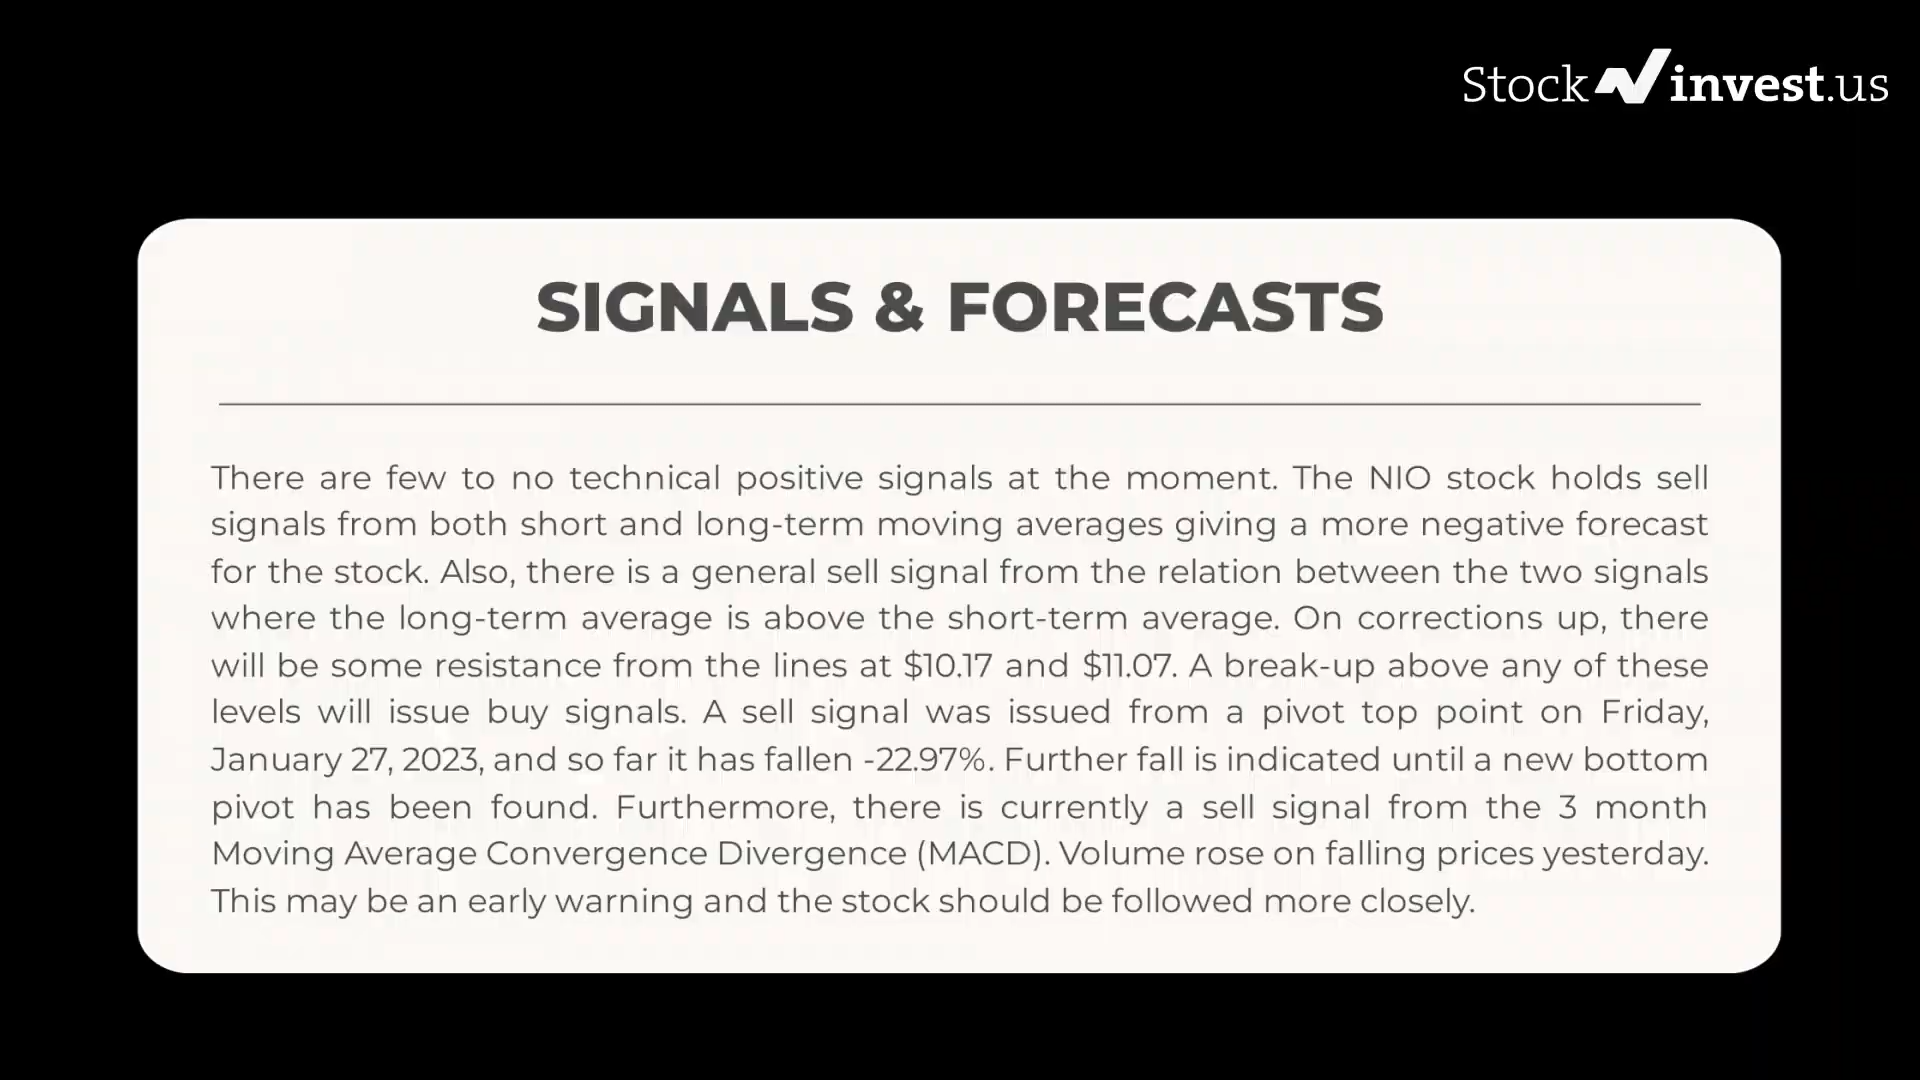 Stock invest.us
SIGNALS & FORECASTS
There are few to no technical positive signals at the moment. The NIO stock holds sell
signals from both short and long-term moving averages giving a more negative forecast
for the stock. Also, there is a general sell signal from the relation between the two signals
where the long-term average is above the short-term average. On corrections up, there
will be some resistance from the lines at $10.17 and $11.07. A break-up above any of these
levels will issue buy signals. A sell signal was issued from a pivot top point on Friday,
January 27, 2023, and so far it has fallen -22.97%. Further fall is indicated until a new bottom
pivot has been found. Furthermore, there is currently a sell signal from the 3 month
Moving Average Convergence Divergence (MACD). Volume rose on falling prices yesterday.
This may be an early warning and the stock should be followed more closely.